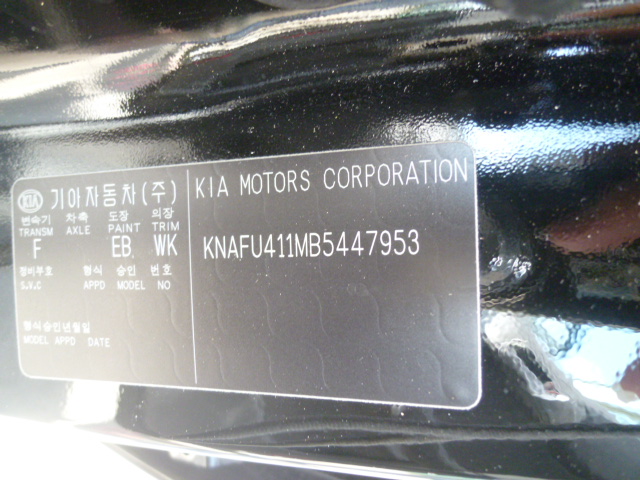 KIA 기아자동차(주)
변속기 차축 도장 의장
TRANSM AXLE PAINT TRIM
F EB WK
정비부호 형식 승인 번호
S.V.C APPD MODEL NO
형식승인년월일
MODEL APPD DATE
KIA MOTORS CORPORATION
KNAFU411MB5447953